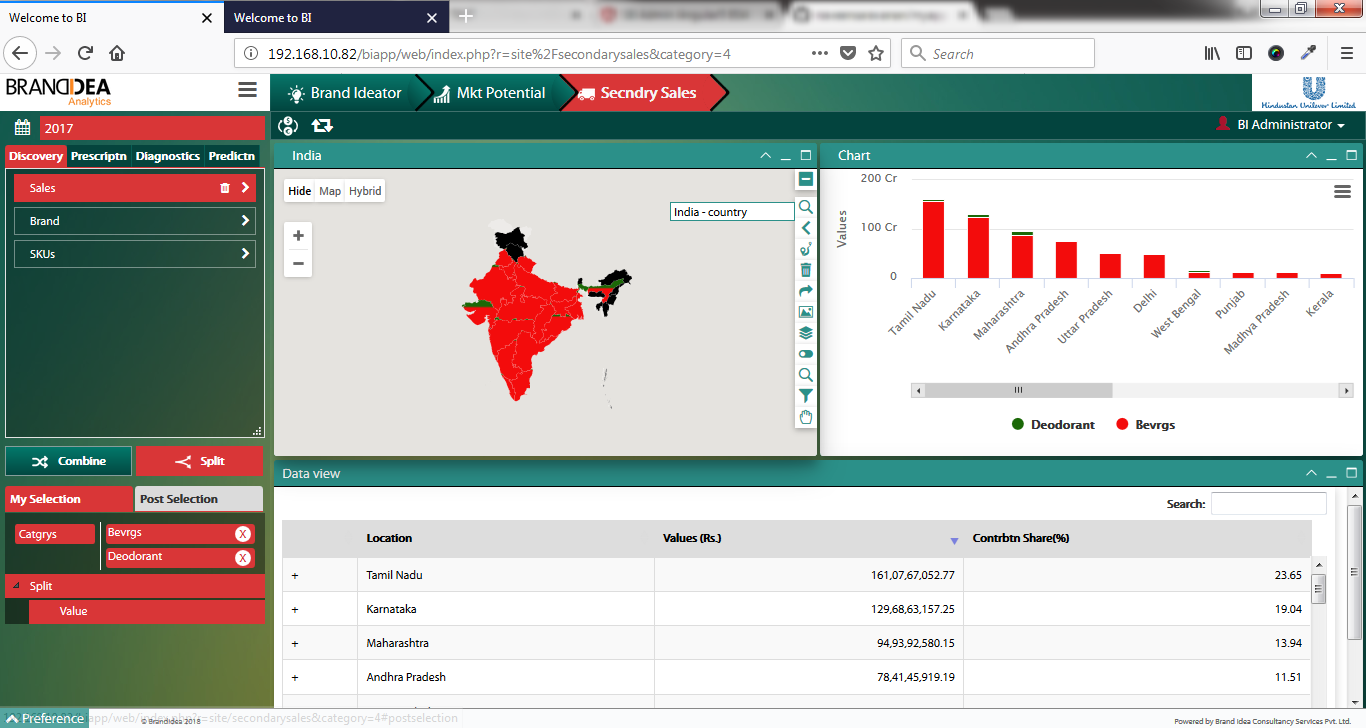 Welcome to BI
Welcome to BI
192.168.10.82/biapp/web/index.php?r=site%2Fsecondarysales&category=4
Search
BRANDIDEA
Analytics
Brand Ideator
Mkt Potential
Secndry Sales
Hindustan Unilever Limited
2017
BI Administrator
Discovery
Prescriptn
Diagnostics
Predictn
Sales
Brand
SKUs
Combine
Split
My Selection
Post Selection
Catgrys
Bevrgs
Deodorant
Split
Value
India
Hide
Map
Hybrid
+
−
India - country
Chart
200 Cr
100 Cr
0
Values
Tamil Nadu
Karnataka
Maharashtra
Andhra Pradesh
Uttar Pradesh
Delhi
West Bengal
Punjab
Madhya Pradesh
Kerala
Deodorant
Bevrgs
Data view
Search:
Location Values (Rs.) Contrbtn Share(%)
+ Tamil Nadu 161,07,67,052.77 23.65
+ Karnataka 129,68,63,157.25 19.04
+ Maharashtra 94,93,92,580.15 13.94
+ Andhra Pradesh 78,41,45,919.19 11.51
Preference
/biapp/web/index.php?r=site/secondarysales&category=4#postselection
© BrandIdea 2018
Powered by Brand Idea Consultancy Services Pvt. Ltd.